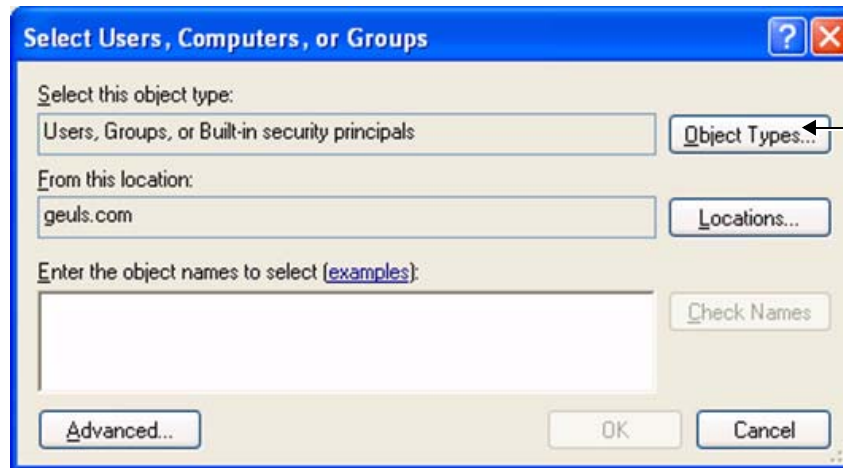 Select Users, Computers, or Groups
Select this object type:
Users, Groups, or Built-in security principals
Object Types...
From this location:
geuls.com
Locations...
Enter the object names to select (examples):
Check Names
Advanced...
OK
Cancel